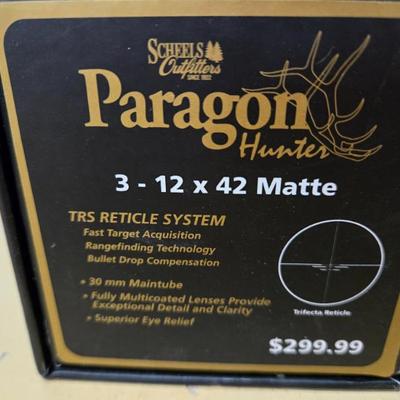 SCHEELS
Outfitters
SINCE 1902
Paragon
Hunter
3 - 12 x 42 Matte
TRS RETICLE SYSTEM
Fast Target Acquisition
Rangefinding Technology
Bullet Drop Compensation
• 30 mm Maintube
• Fully Multicoated Lenses Provide
Exceptional Detail and Clarity
• Superior Eye Relief
Trifecta Reticle
$299.99